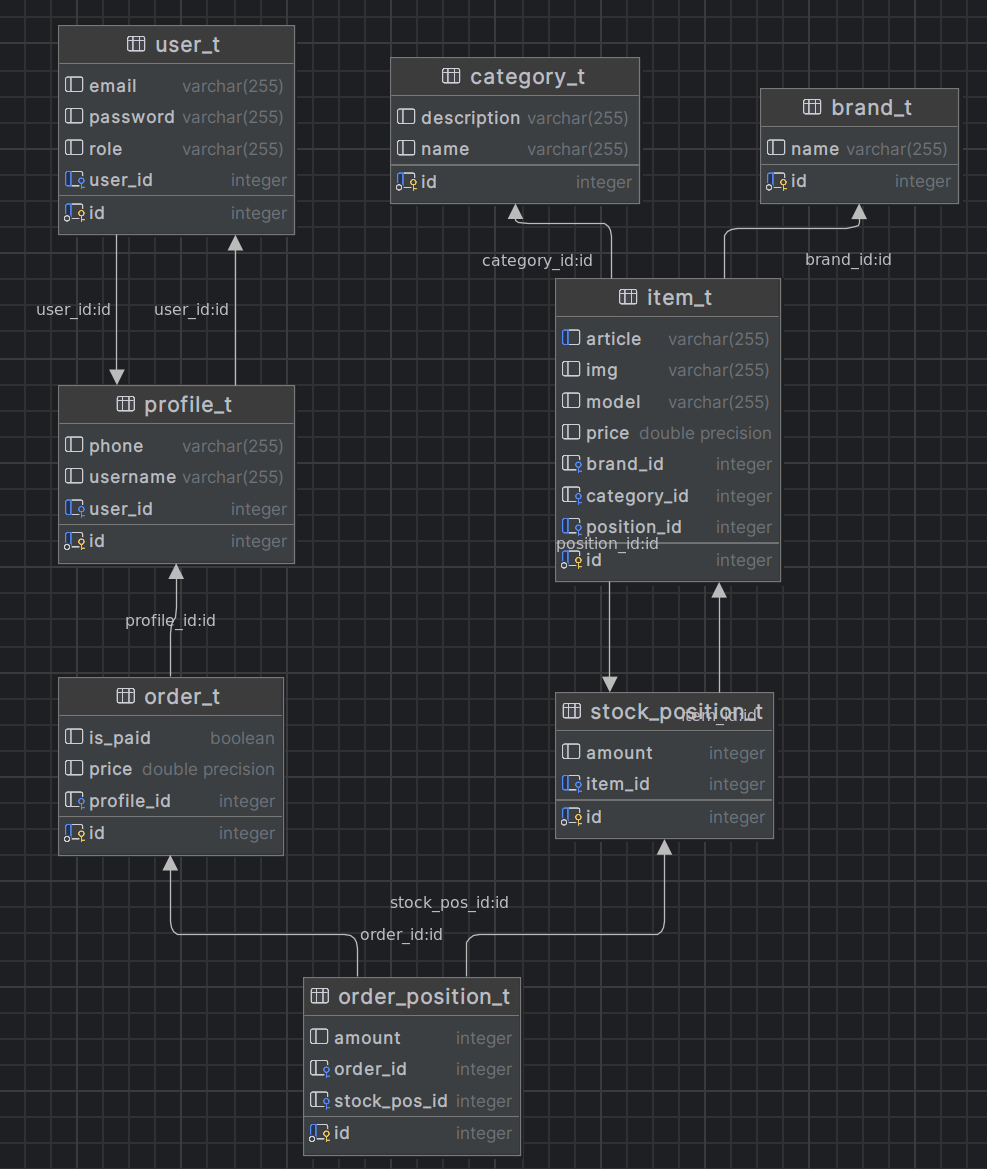 user_t
email varchar(255)
password varchar(255)
role varchar(255)
user_id integer
id integer
category_t
description varchar(255)
name varchar(255)
id integer
brand_t
name varchar(255)
id integer
user_id:id
user_id:id
category_id:id
brand_id:id
profile_t
phone varchar(255)
username varchar(255)
user_id integer
id integer
item_t
article varchar(255)
img varchar(255)
model varchar(255)
price double precision
brand_id integer
category_id integer
position_id integer
position_id:id
id integer
profile_id:id
order_t
is_paid boolean
price double precision
profile_id integer
id integer
stock_position_t
item_id:id
amount integer
item_id integer
id integer
stock_pos_id:id
order_id:id
order_position_t
amount integer
order_id integer
stock_pos_id integer
id integer